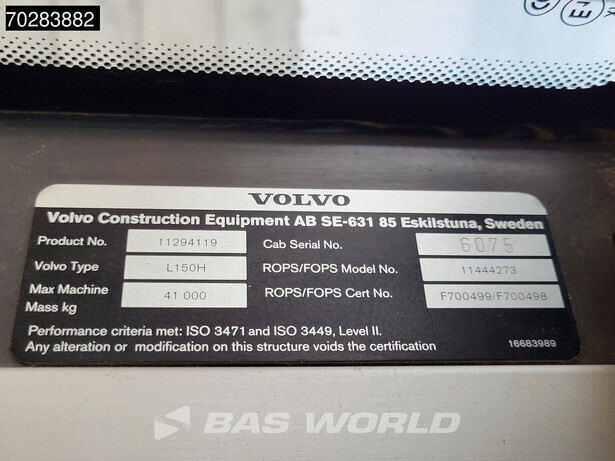 70283882
VOLVO
Volvo Construction Equipment AB SE-631 85 Eskilstuna, Sweden
Product No. 11294119 Cab Serial No. 6075
Volvo Type L150H ROPS/FOPS Model No. 11444273
Max Machine Mass kg 41 000 ROPS/FOPS Cert No. F700499/F700498
Performance criteria met: ISO 3471 and ISO 3449, Level II.
Any alteration or modification on this structure voids the certification 16683989
BAS WORLD